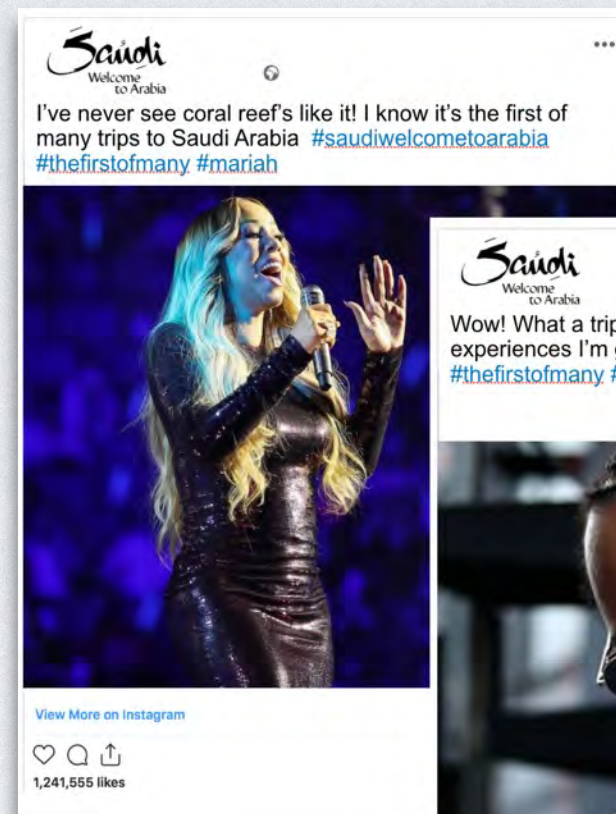 Saudi
Welcome
to Arabia
I've never see coral reef's like it! I know it's the first of
many trips to Saudi Arabia #saudiwelcometoarabia
#thefirstofmany #mariah
Saudi
Welcome
to Arabia
Wow! What a trip
experiences I'm
#thefirstofmany #
View More on Instagram
1,241,555 likes